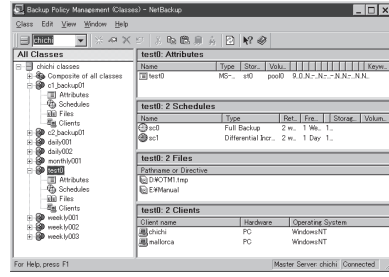 Backup Policy Management (Classes) - NetBackup
Class Edit View Window Help
chichi
All Classes
chichi classes
Composite of all classes
c1_backup01
Attributes
Schedules
Files
Clients
c2_backup01
daily001
daily002
monthly001
test0
Attributes
Schedules
Files
Clients
weekly001
weekly002
weekly003
test0: Attributes
Name Type Stor... Volu... Keyw...
test0 MS-... st0 pool0 9..0..N..
test0: 2 Schedules
Name Type Ret... Fre... Storag... Volum...
sc0 Full Backup 2 w.. 1 We.. 1...
sc1 Differential Incr... 2 w.. 1 Day 1...
test0: 2 Files
Pathname or Directive
D:¥OTM1.tmp
E:¥Manual
test0: 2 Clients
Client name Hardware Operating System
chichi PC WindowsNT
mallorca PC WindowsNT
For Help, press F1
Master Server: chichi Connected